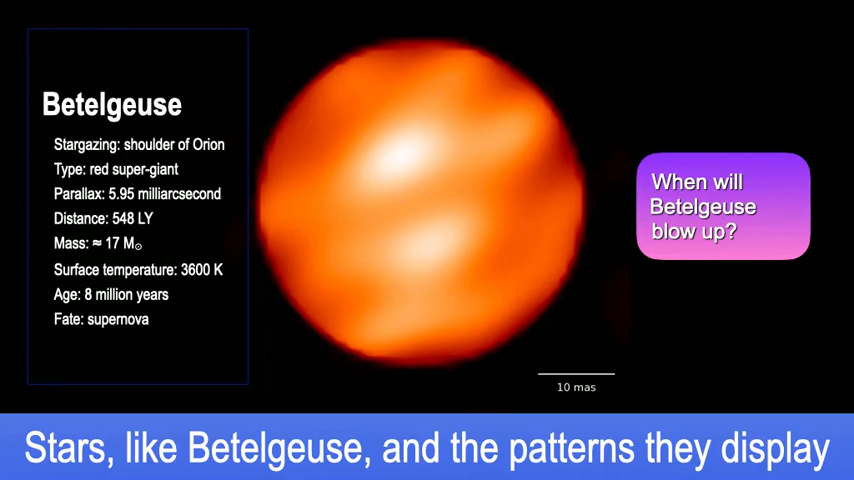 Betelgeuse
Stargazing: shoulder of Orion
Type: red super-giant
Parallax: 5.95 milliarcsecond
Distance: 548 LY
Mass: ≈ 17 M☉
Surface temperature: 3600 K
Age: 8 million years
Fate: supernova
When will
Betelgeuse
blow up?
10 mas
Stars, like Betelgeuse, and the patterns they display